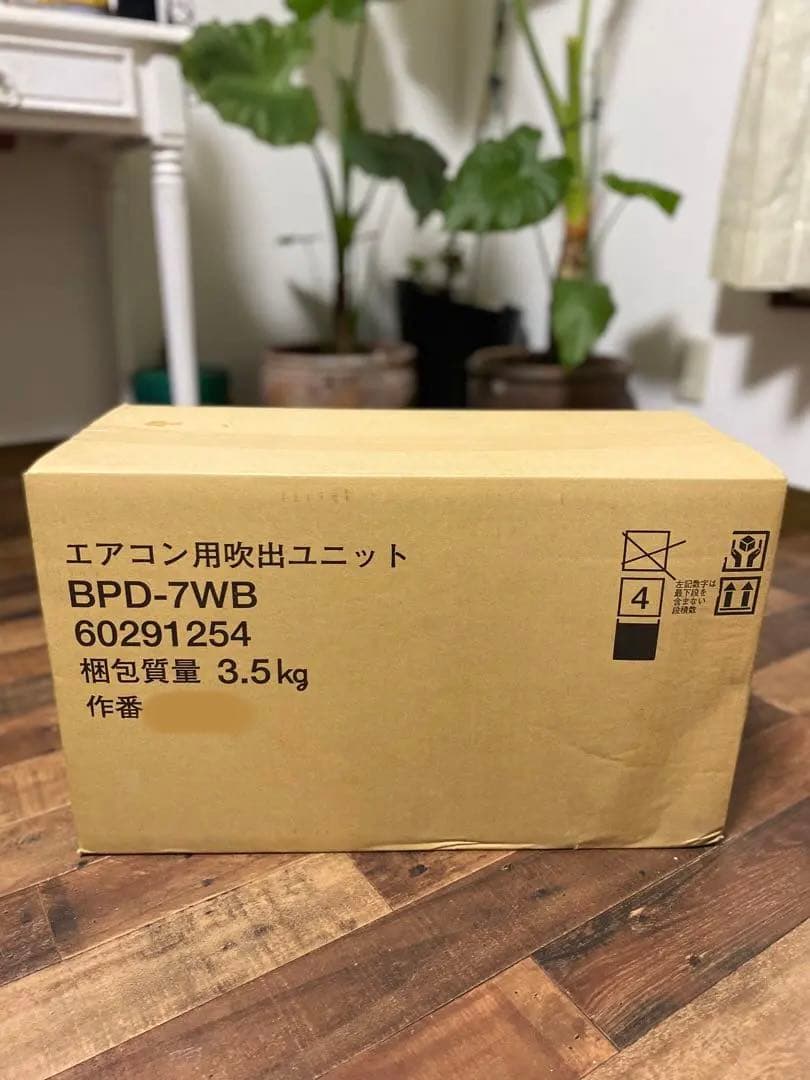 エアコン用吹出ユニット
BPD-7WB
60291254
梱包質量 3.5kg
作番
4
左記数字は
最下段を
含まない
段積数